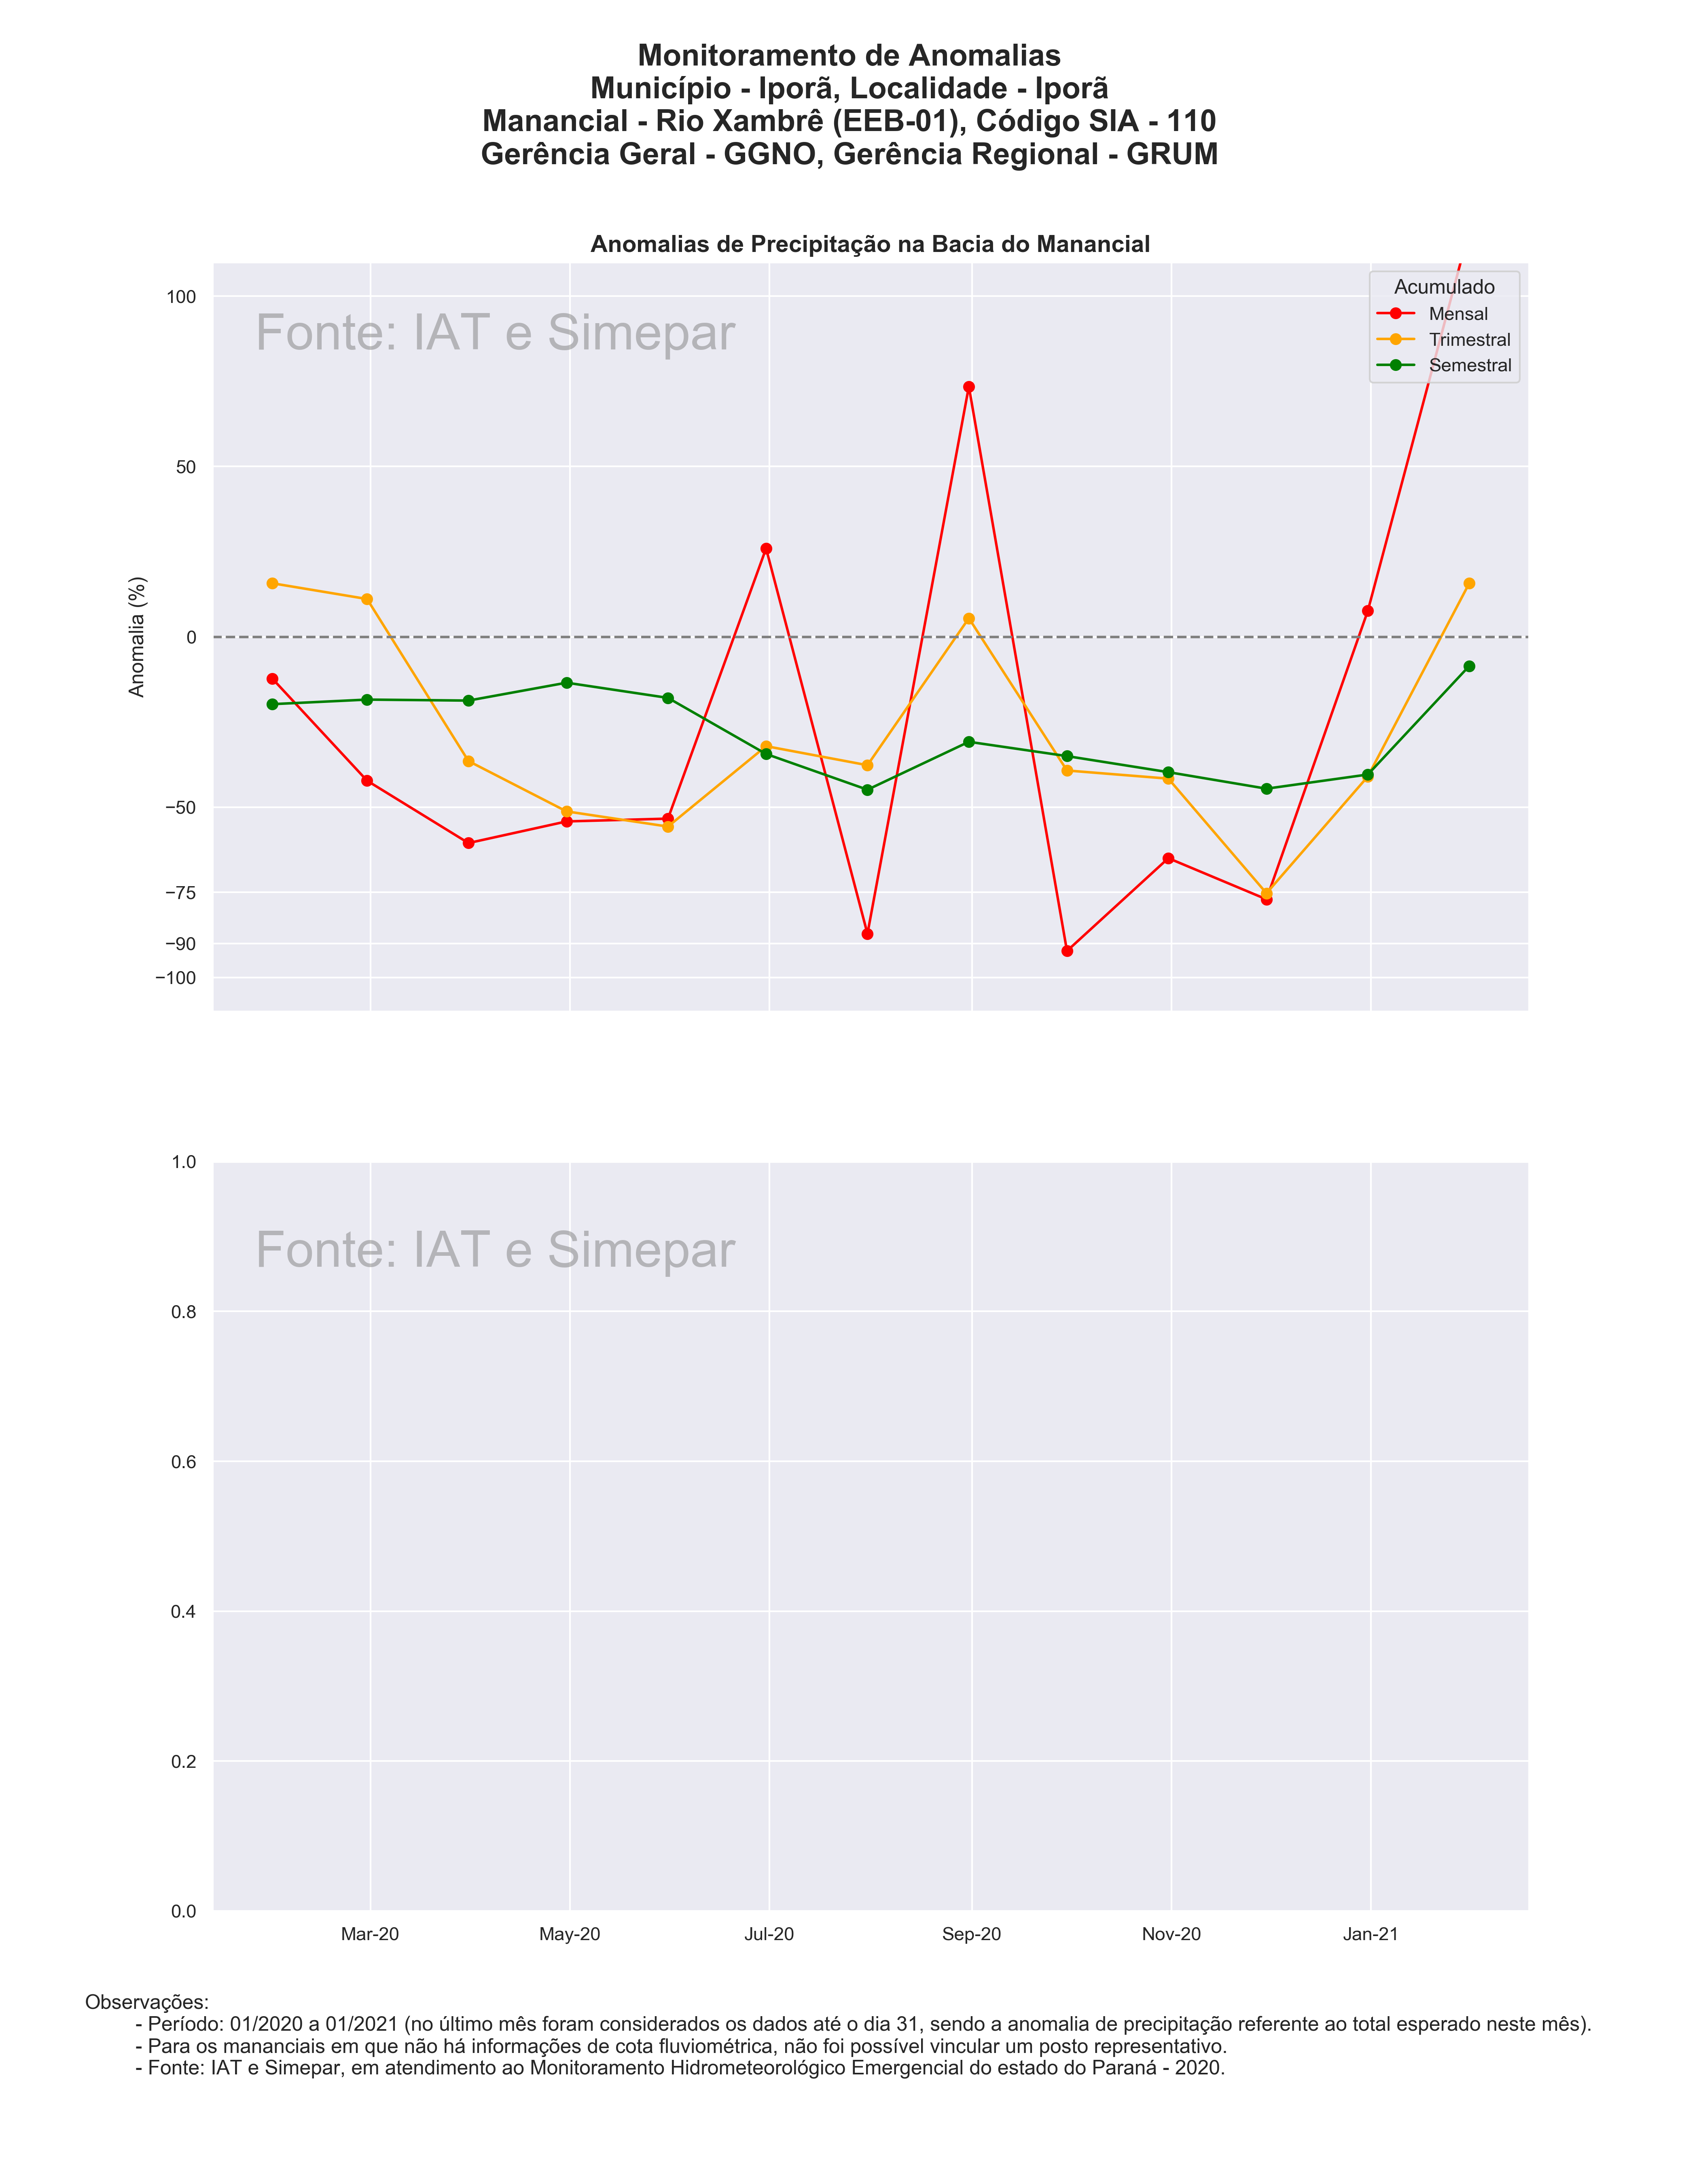 Monitoramento de Anomalias
Município - Iporã, Localidade - Iporã
Manancial - Rio Xambrê (EEB-01), Código SIA - 110
Gerência Geral - GGNO, Gerência Regional - GRUM
Anomalias de Precipitação na Bacia do Manancial
Fonte: IAT e Simepar
Acumulado
Mensal
Trimestral
Semestral
Anomalia (%)
100
50
0
−50
−75
−90
−100
Fonte: IAT e Simepar
1.0
0.8
0.6
0.4
0.2
0.0
Mar-20 May-20 Jul-20 Sep-20 Nov-20 Jan-21
Observações:
- Período: 01/2020 a 01/2021 (no último mês foram considerados os dados até o dia 31, sendo a anomalia de precipitação referente ao total esperado neste mês).
- Para os mananciais em que não há informações de cota fluviométrica, não foi possível vincular um posto representativo.
- Fonte: IAT e Simepar, em atendimento ao Monitoramento Hidrometeorológico Emergencial do estado do Paraná - 2020.